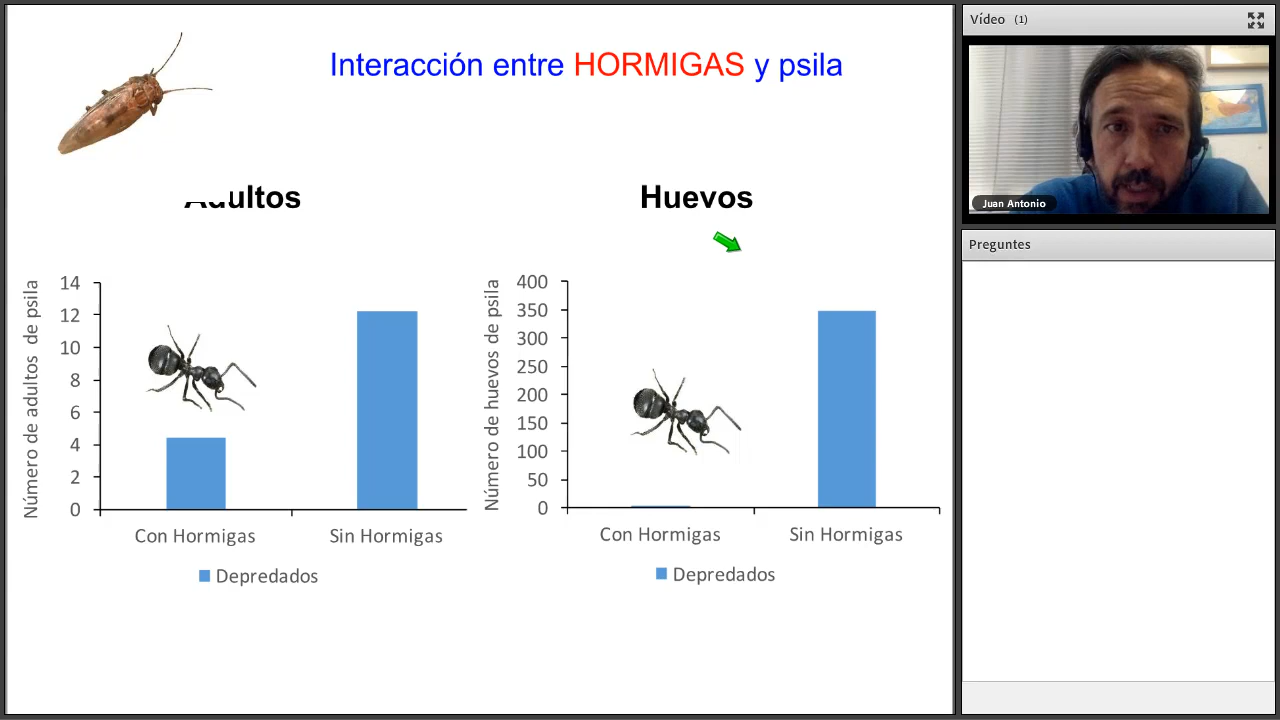 Interacción entre HORMIGAS y psila
Adultos
Número de adultos de psila
14
12
10
8
6
4
2
0
Con Hormigas
Sin Hormigas
Depredados
Huevos
Número de huevos de psila
400
350
300
250
200
150
100
50
0
Con Hormigas
Sin Hormigas
Depredados
Vídeo (1)
Juan Antonio
Preguntes